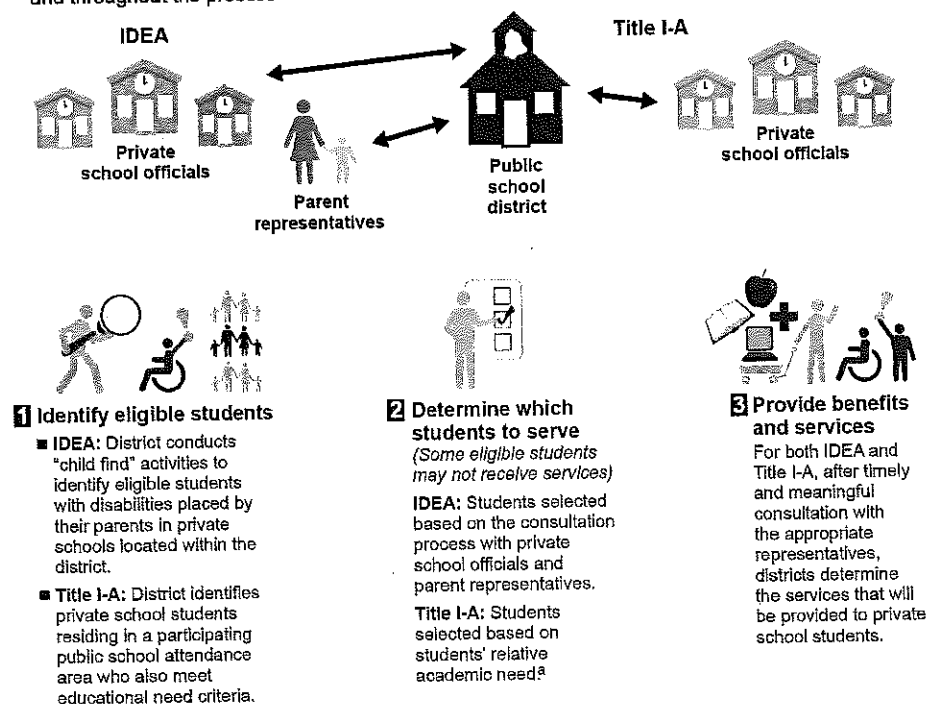 and throughout the process
IDEA
Title I-A
Private
school officials
Parent
representatives
Public
school
district
Private
school officials
1 Identify eligible students
■ IDEA: District conducts
"child find" activities to
identify eligible students
with disabilities placed by
their parents in private
schools located within the
district.
■ Title I-A: District identifies
private school students
residing in a participating
public school attendance
area who also meet
educational need criteria.
2 Determine which
students to serve
(Some eligible students
may not receive services)
IDEA: Students selected
based on the consultation
process with private
school officials and
parent representatives.
Title I-A: Students
selected based on
students' relative
academic need.a
3 Provide benefits
and services
For both IDEA and
Title I-A, after timely
and meaningful
consultation with
the appropriate
representatives,
districts determine
the services that will
be provided to private
school students.